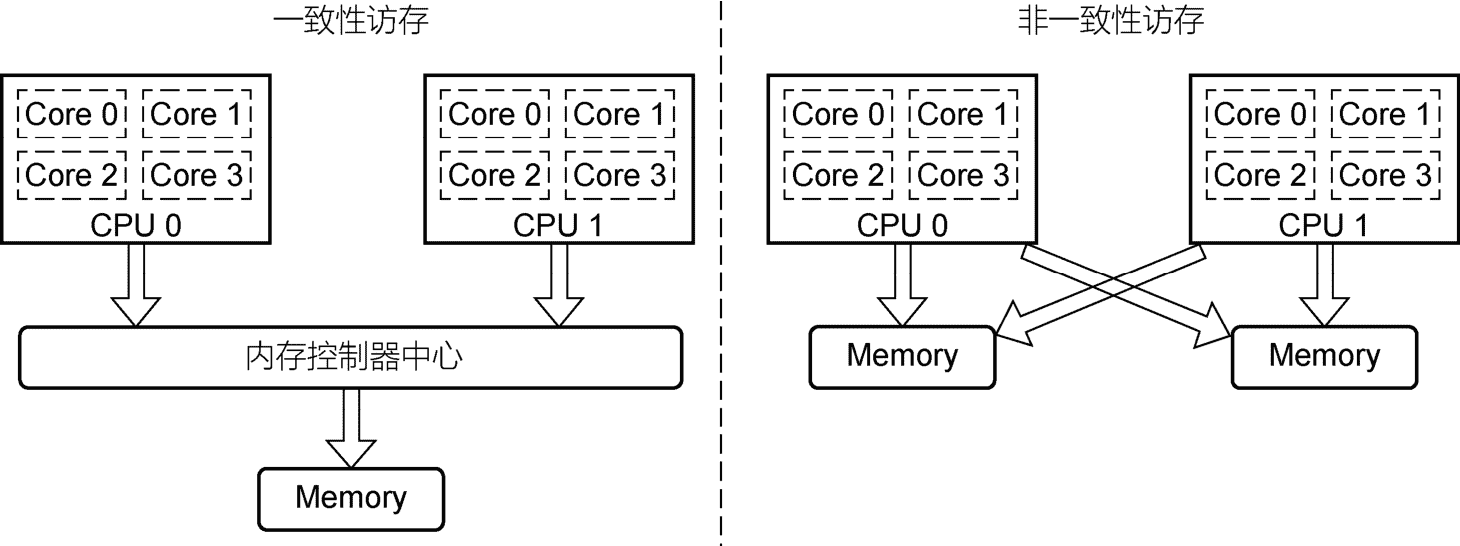 一致性访存
非一致性访存
Core 0 Core 1
Core 2 Core 3
CPU 0
Core 0 Core 1
Core 2 Core 3
CPU 1
内存控制器中心
Memory
Core 0 Core 1
Core 2 Core 3
CPU 0
Core 0 Core 1
Core 2 Core 3
CPU 1
Memory
Memory